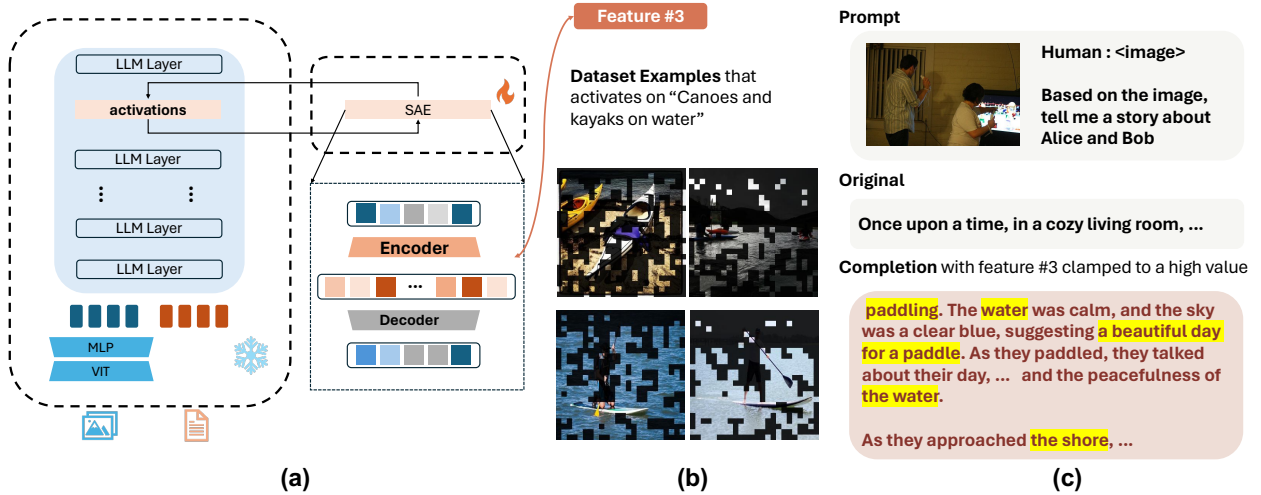 LLM Layer
activations
LLM Layer
LLM Layer
LLM Layer
MLP
VIT
SAE
Encoder
Decoder
(a)
Feature #3
Dataset Examples that
activates on “Canoes and
kayaks on water”
(b)
Prompt
Human : <image>
Based on the image,
tell me a story about
Alice and Bob
Original
Once upon a time, in a cozy living room, ...
Completion with feature #3 clamped to a high value
paddling. The water was calm, and the sky
was a clear blue, suggesting a beautiful day
for a paddle. As they paddled, they talked
about their day, ... and the peacefulness of
the water.
As they approached the shore, ...
(c)